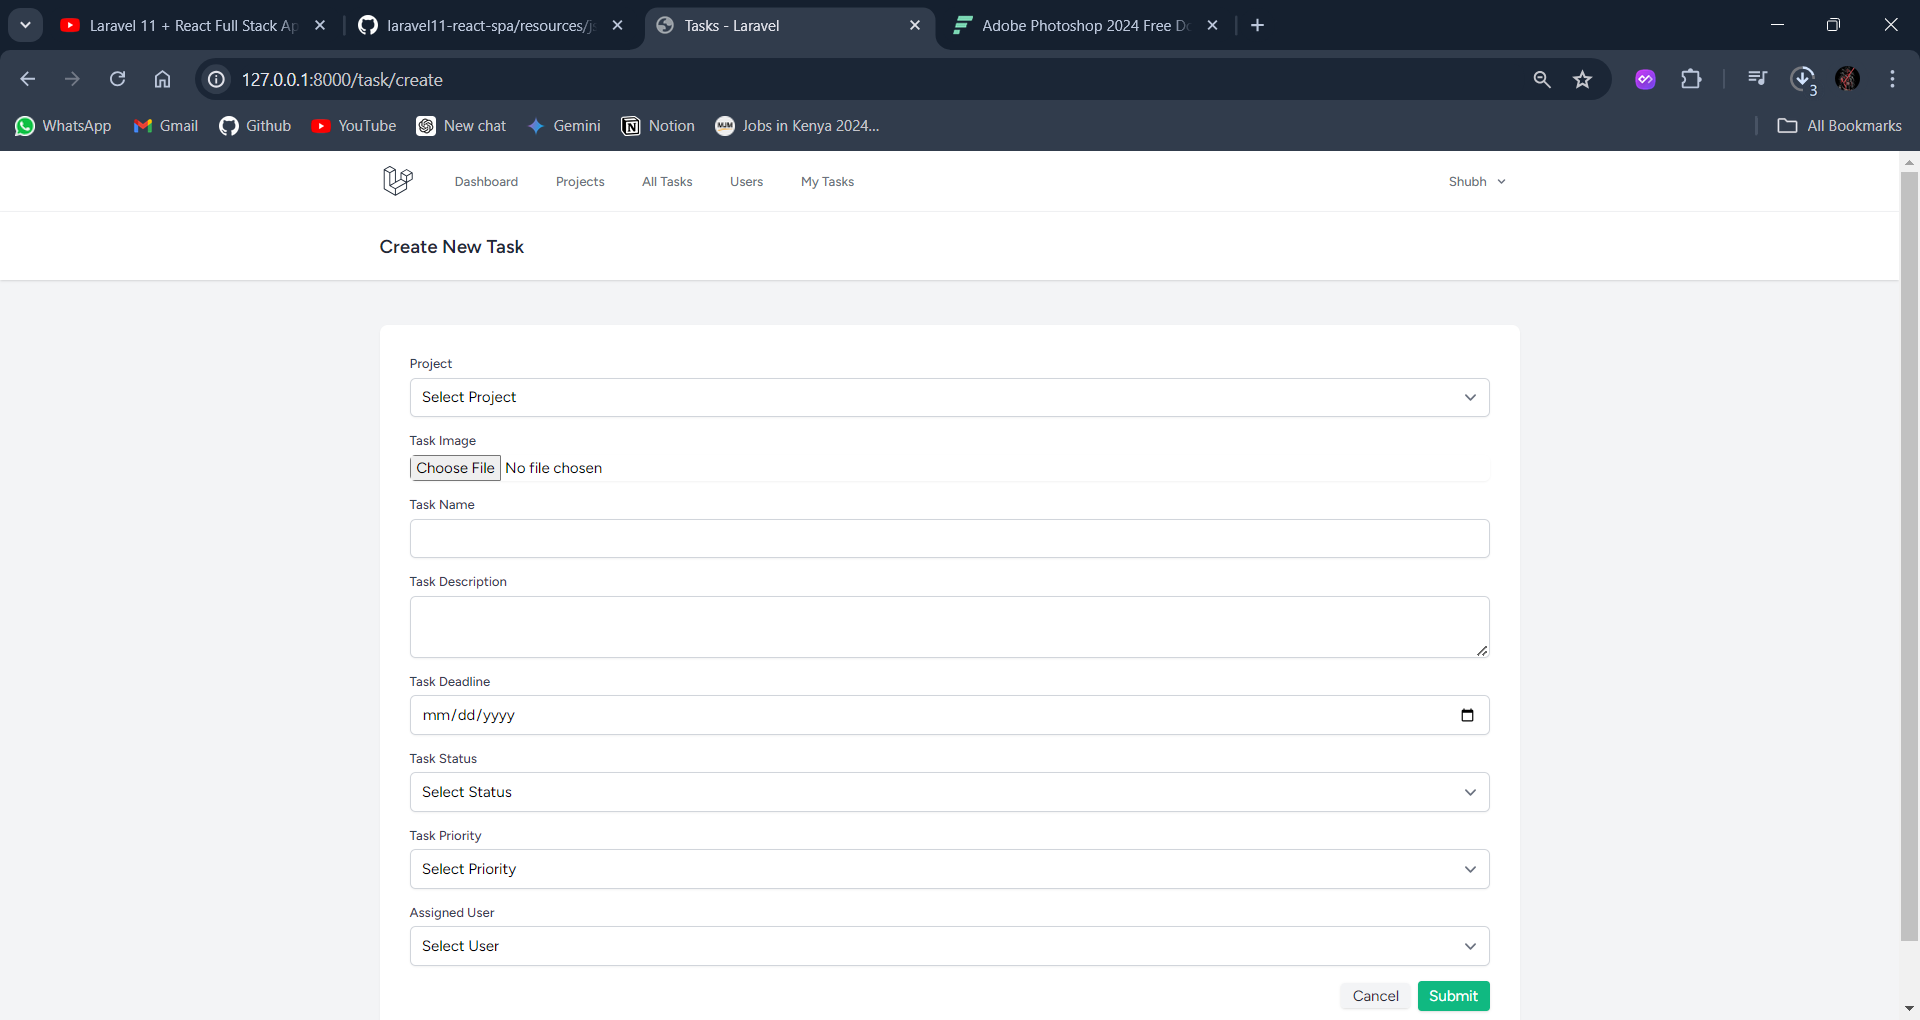 Laravel 11 + React Full Stack Ap
laravel11-react-spa/resources/js
Tasks - Laravel
Adobe Photoshop 2024 Free Do
127.0.0.1:8000/task/create
3
WhatsApp
Gmail
Github
YouTube
New chat
Gemini
Notion
Jobs in Kenya 2024...
All Bookmarks
Dashboard
Projects
All Tasks
Users
My Tasks
Shubh
Create New Task
Project
Select Project
Task Image
Choose File No file chosen
Task Name
Task Description
Task Deadline
mm/dd/yyyy
Task Status
Select Status
Task Priority
Select Priority
Assigned User
Select User
Cancel
Submit